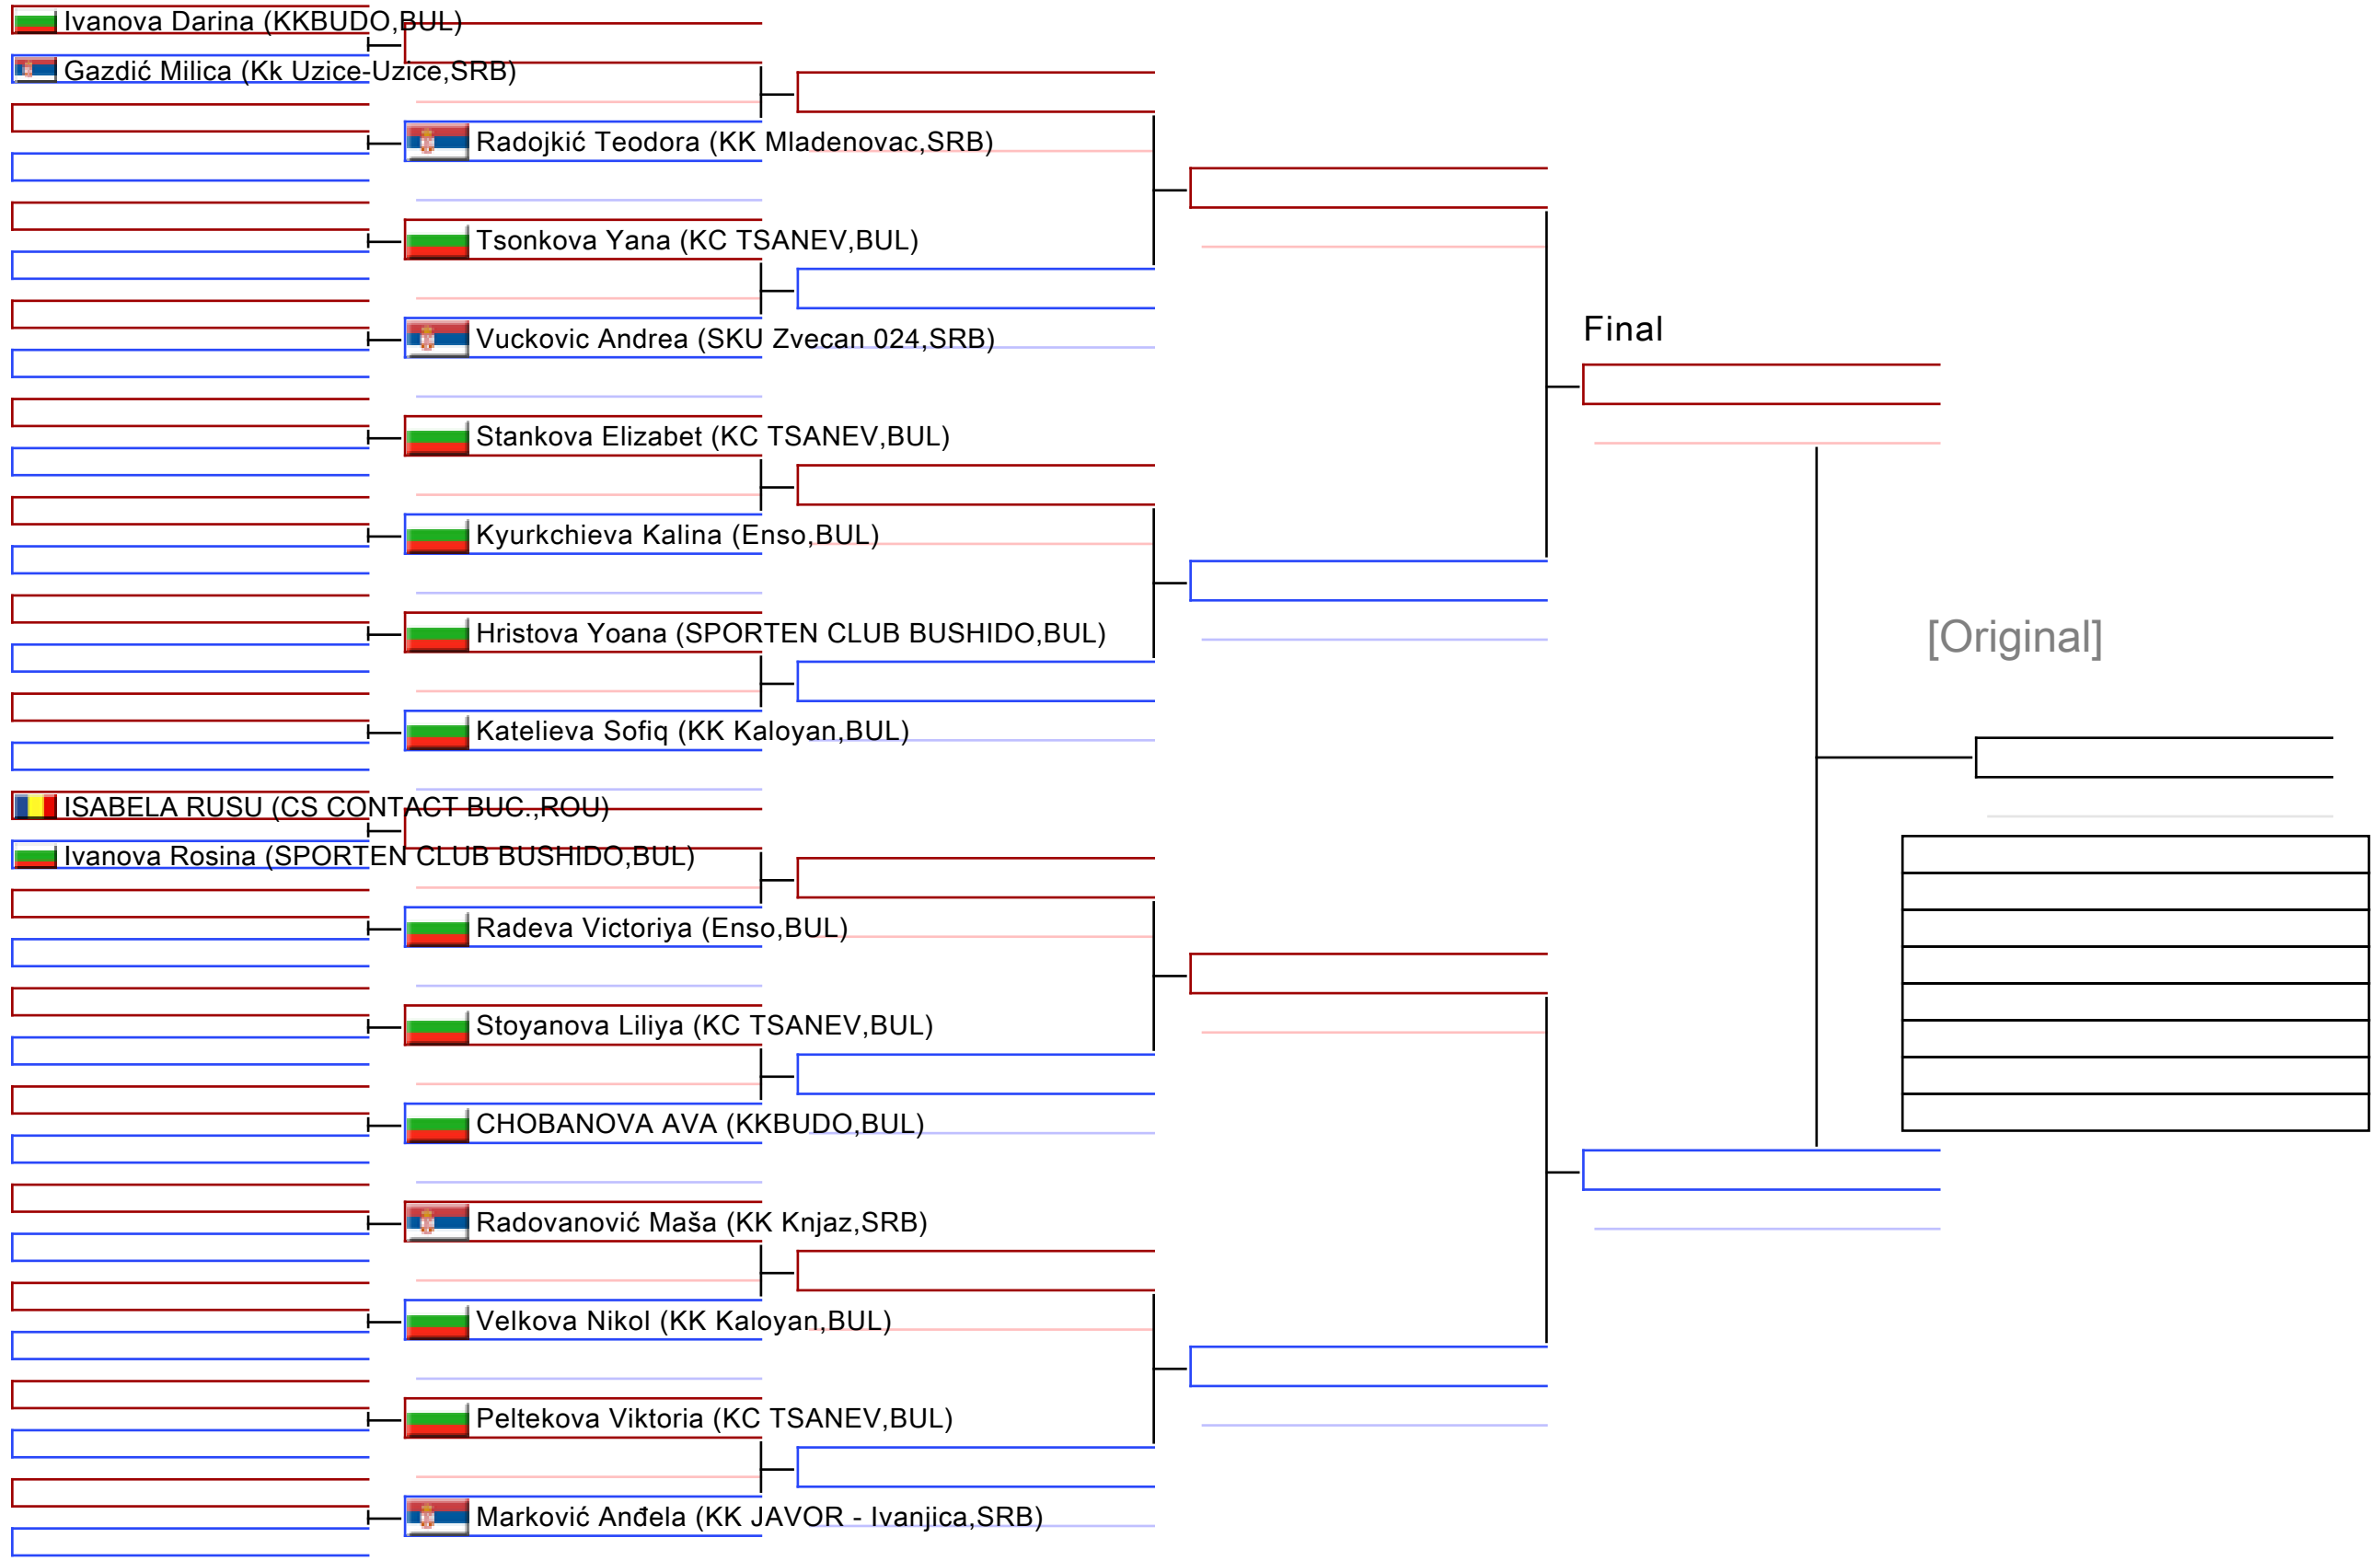 Ivanova Darina (KKBUDO,BUL)
Gazdić Milica (Kk Uzice-Uzice,SRB)
Radojkić Teodora (KK Mladenovac,SRB)
Tsonkova Yana (KC TSANEV,BUL)
Vuckovic Andrea (SKU Zvecan 024,SRB)
Final
Stankova Elizabet (KC TSANEV,BUL)
Kyurkchieva Kalina (Enso,BUL)
Hristova Yoana (SPORTEN CLUB BUSHIDO,BUL)
[Original]
Katelieva Sofiq (KK Kaloyan,BUL)
ISABELA RUSU (CS CONTACT BUC.,ROU)
Ivanova Rosina (SPORTEN CLUB BUSHIDO,BUL)
Radeva Victoriya (Enso,BUL)
Stoyanova Liliya (KC TSANEV,BUL)
CHOBANOVA AVA (KKBUDO,BUL)
Radovanović Maša (KK Knjaz,SRB)
Velkova Nikol (KK Kaloyan,BUL)
Peltekova Viktoria (KC TSANEV,BUL)
Marković Anđela (KK JAVOR - Ivanjica,SRB)